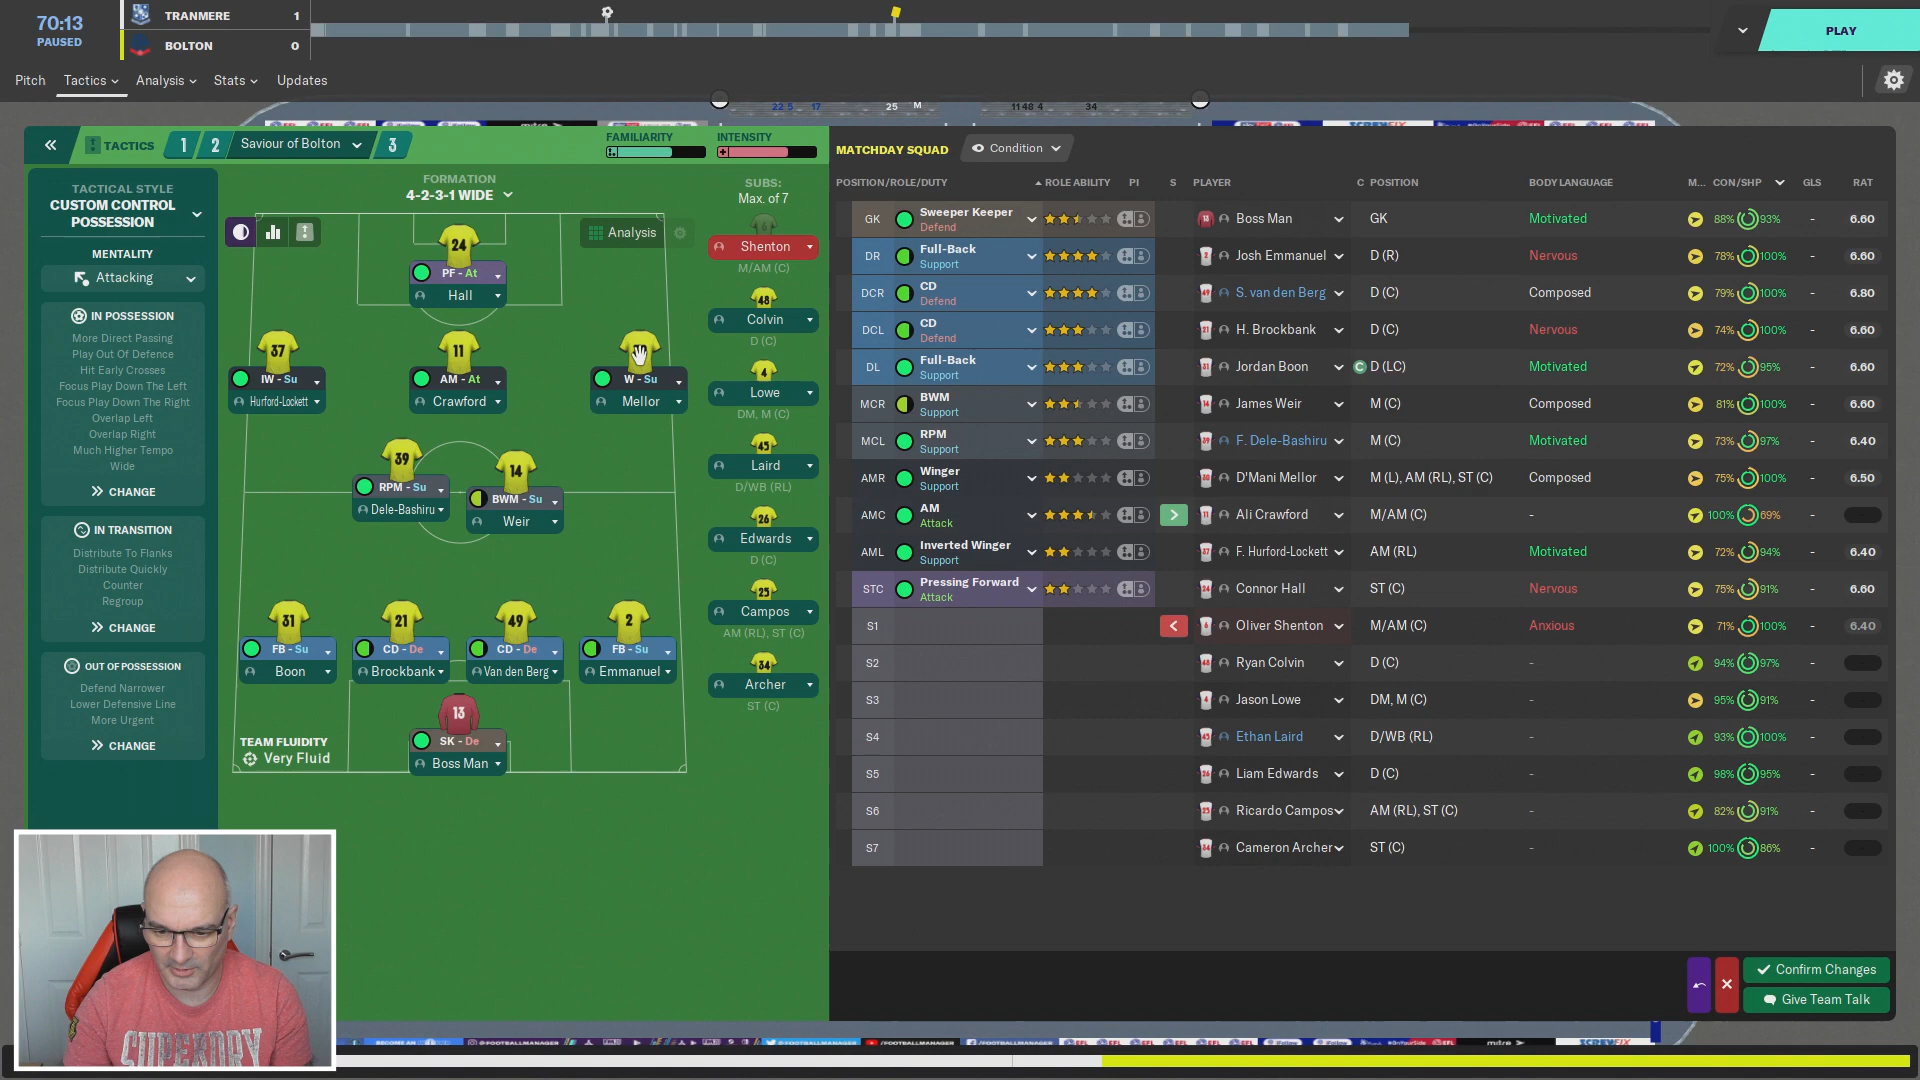 70:13
PAUSED
TRANMERE 1
BOLTON 0
PLAY
Pitch Tactics Analysis Stats Updates
22 5 17 25 M 11 48 4 34
TACTICS 1 2 Saviour of Bolton 3
FAMILIARITY INTENSITY
TACTICAL STYLE
CUSTOM CONTROL
POSSESSION
MENTALITY
Attacking
IN POSSESSION
More Direct Passing
Play Out Of Defence
Hit Early Crosses
Focus Play Down The Left
Focus Play Down The Right
Overlap Left
Overlap Right
Much Higher Tempo
Wide
CHANGE
IN TRANSITION
Distribute To Flanks
Distribute Quickly
Counter
Regroup
CHANGE
OUT OF POSSESSION
Defend Narrower
Lower Defensive Line
More Urgent
CHANGE
FORMATION
4-2-3-1 WIDE
Analysis
24
PF - At
Hall
37 11
IW - Su AM - At W - Su
Hurford-Lockett Crawford Mellor
39 14
RPM - Su BWM - Su
Dele-Bashiru Weir
31 21 49 2
FB - Su CD - De CD - De FB - Su
Boon Brockbank Van den Berg Emmanuel
13
SK - De
Boss Man
TEAM FLUIDITY
Very Fluid
SUBS:
Max. of 7
6
Shenton
M/AM (C)
48
Colvin
D (C)
4
Lowe
DM, M (C)
45
Laird
D/WB (RL)
26
Edwards
D (C)
25
Campos
AM (RL), ST (C)
34
Archer
ST (C)
MATCHDAY SQUAD Condition
POSITION/ROLE/DUTY ROLE ABILITY PI S PLAYER C POSITION BODY LANGUAGE M... CON/SHP GLS RAT
GK Sweeper Keeper Defend Boss Man GK Motivated 88% 93% - 6.60
DR Full-Back Support Josh Emmanuel D (R) Nervous 78% 100% - 6.60
DCR CD Defend S. van den Berg D (C) Composed 79% 100% - 6.80
DCL CD Defend H. Brockbank D (C) Nervous 74% 100% - 6.60
DL Full-Back Support Jordan Boon C D (LC) Motivated 72% 95% - 6.60
MCR BWM Support James Weir M (C) Composed 81% 100% - 6.60
MCL RPM Support F. Dele-Bashiru M (C) Motivated 73% 97% - 6.40
AMR Winger Support D'Mani Mellor M (L), AM (RL), ST (C) Composed 75% 100% - 6.50
AMC AM Attack Ali Crawford M/AM (C) - 100% 69% -
AML Inverted Winger Support F. Hurford-Lockett AM (RL) Motivated 72% 94% - 6.40
STC Pressing Forward Attack Connor Hall ST (C) Nervous 75% 91% - 6.60
S1 Oliver Shenton M/AM (C) Anxious 71% 100% - 6.40
S2 Ryan Colvin D (C) - 94% 97% -
S3 Jason Lowe DM, M (C) - 95% 91% -
S4 Ethan Laird D/WB (RL) - 93% 100% -
S5 Liam Edwards D (C) - 98% 95% -
S6 Ricardo Campos AM (RL), ST (C) - 82% 91% -
S7 Cameron Archer ST (C) - 100% 86% -
Confirm Changes
Give Team Talk
SUPERDRY